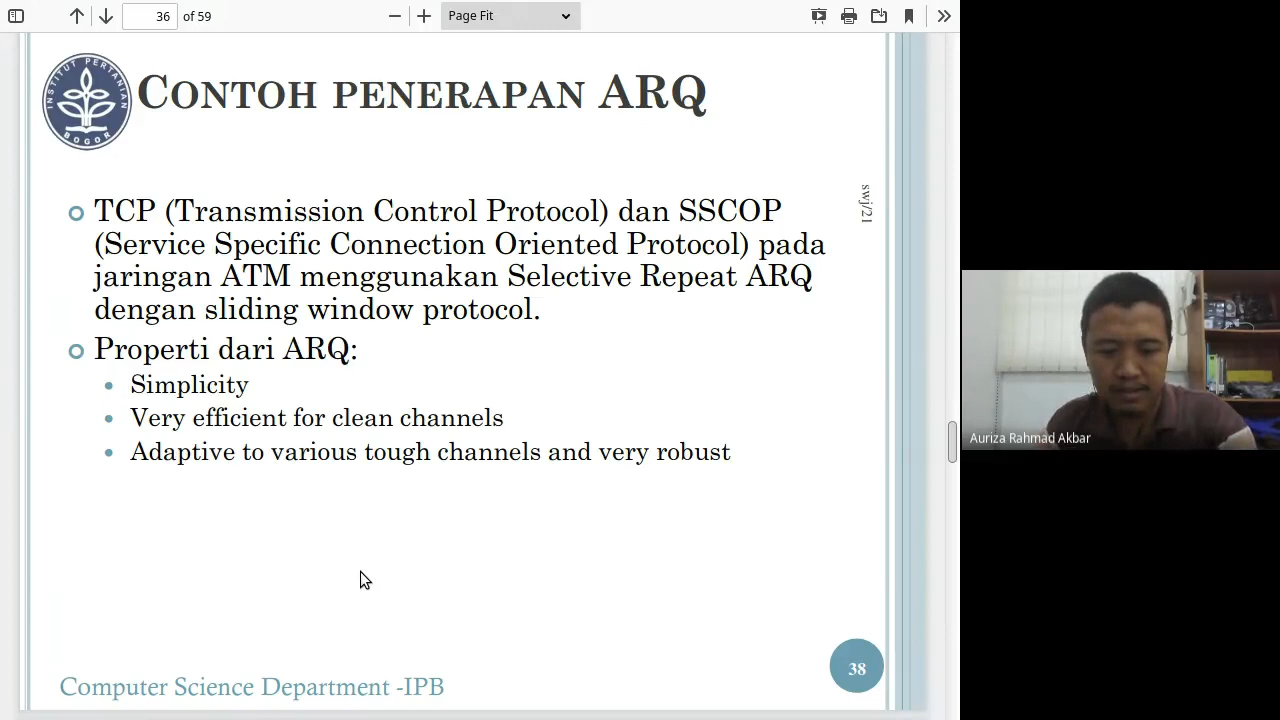 36
of 59
Page Fit
INSTITUT PERTANIAN
BOGOR
CONTOH PENERAPAN ARQ
swj/21
TCP (Transmission Control Protocol) dan SSCOP
(Service Specific Connection Oriented Protocol) pada
jaringan ATM menggunakan Selective Repeat ARQ
dengan sliding window protocol.
Properti dari ARQ:
Simplicity
Very efficient for clean channels
Adaptive to various tough channels and very robust
38
Computer Science Department -IPB
Auriza Rahmad Akbar